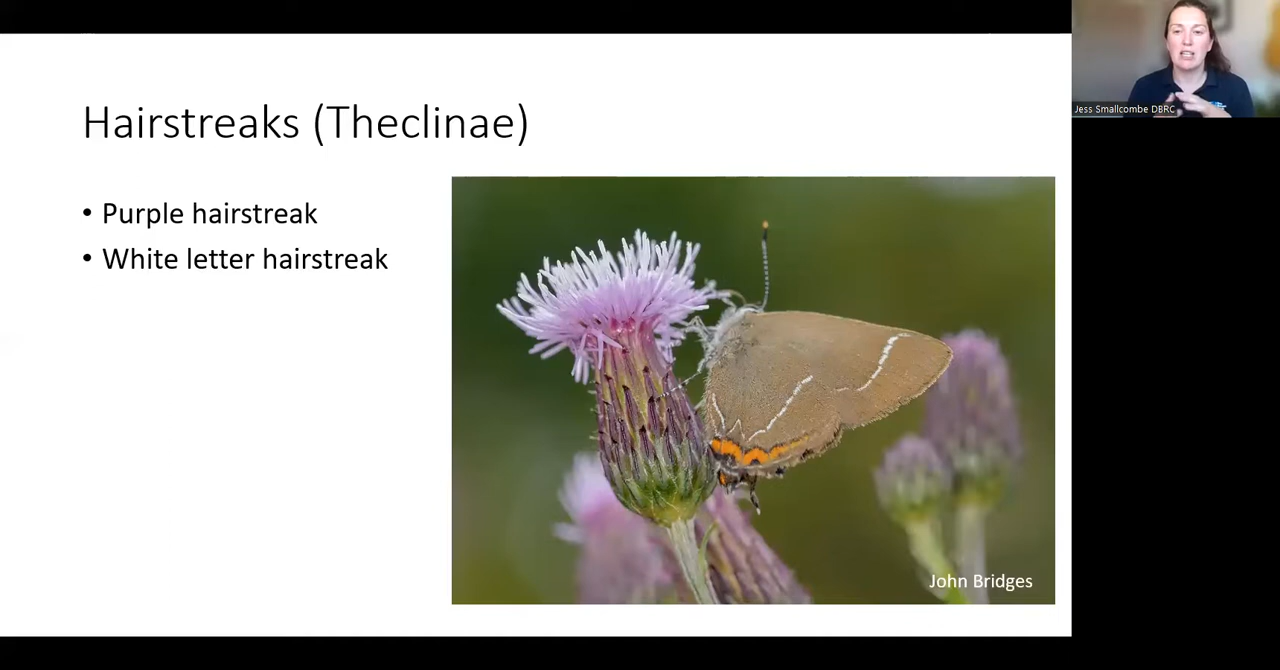 Hairstreaks (Theclinae)
• Purple hairstreak
• White letter hairstreak
John Bridges
Jess Smallcombe DBRC